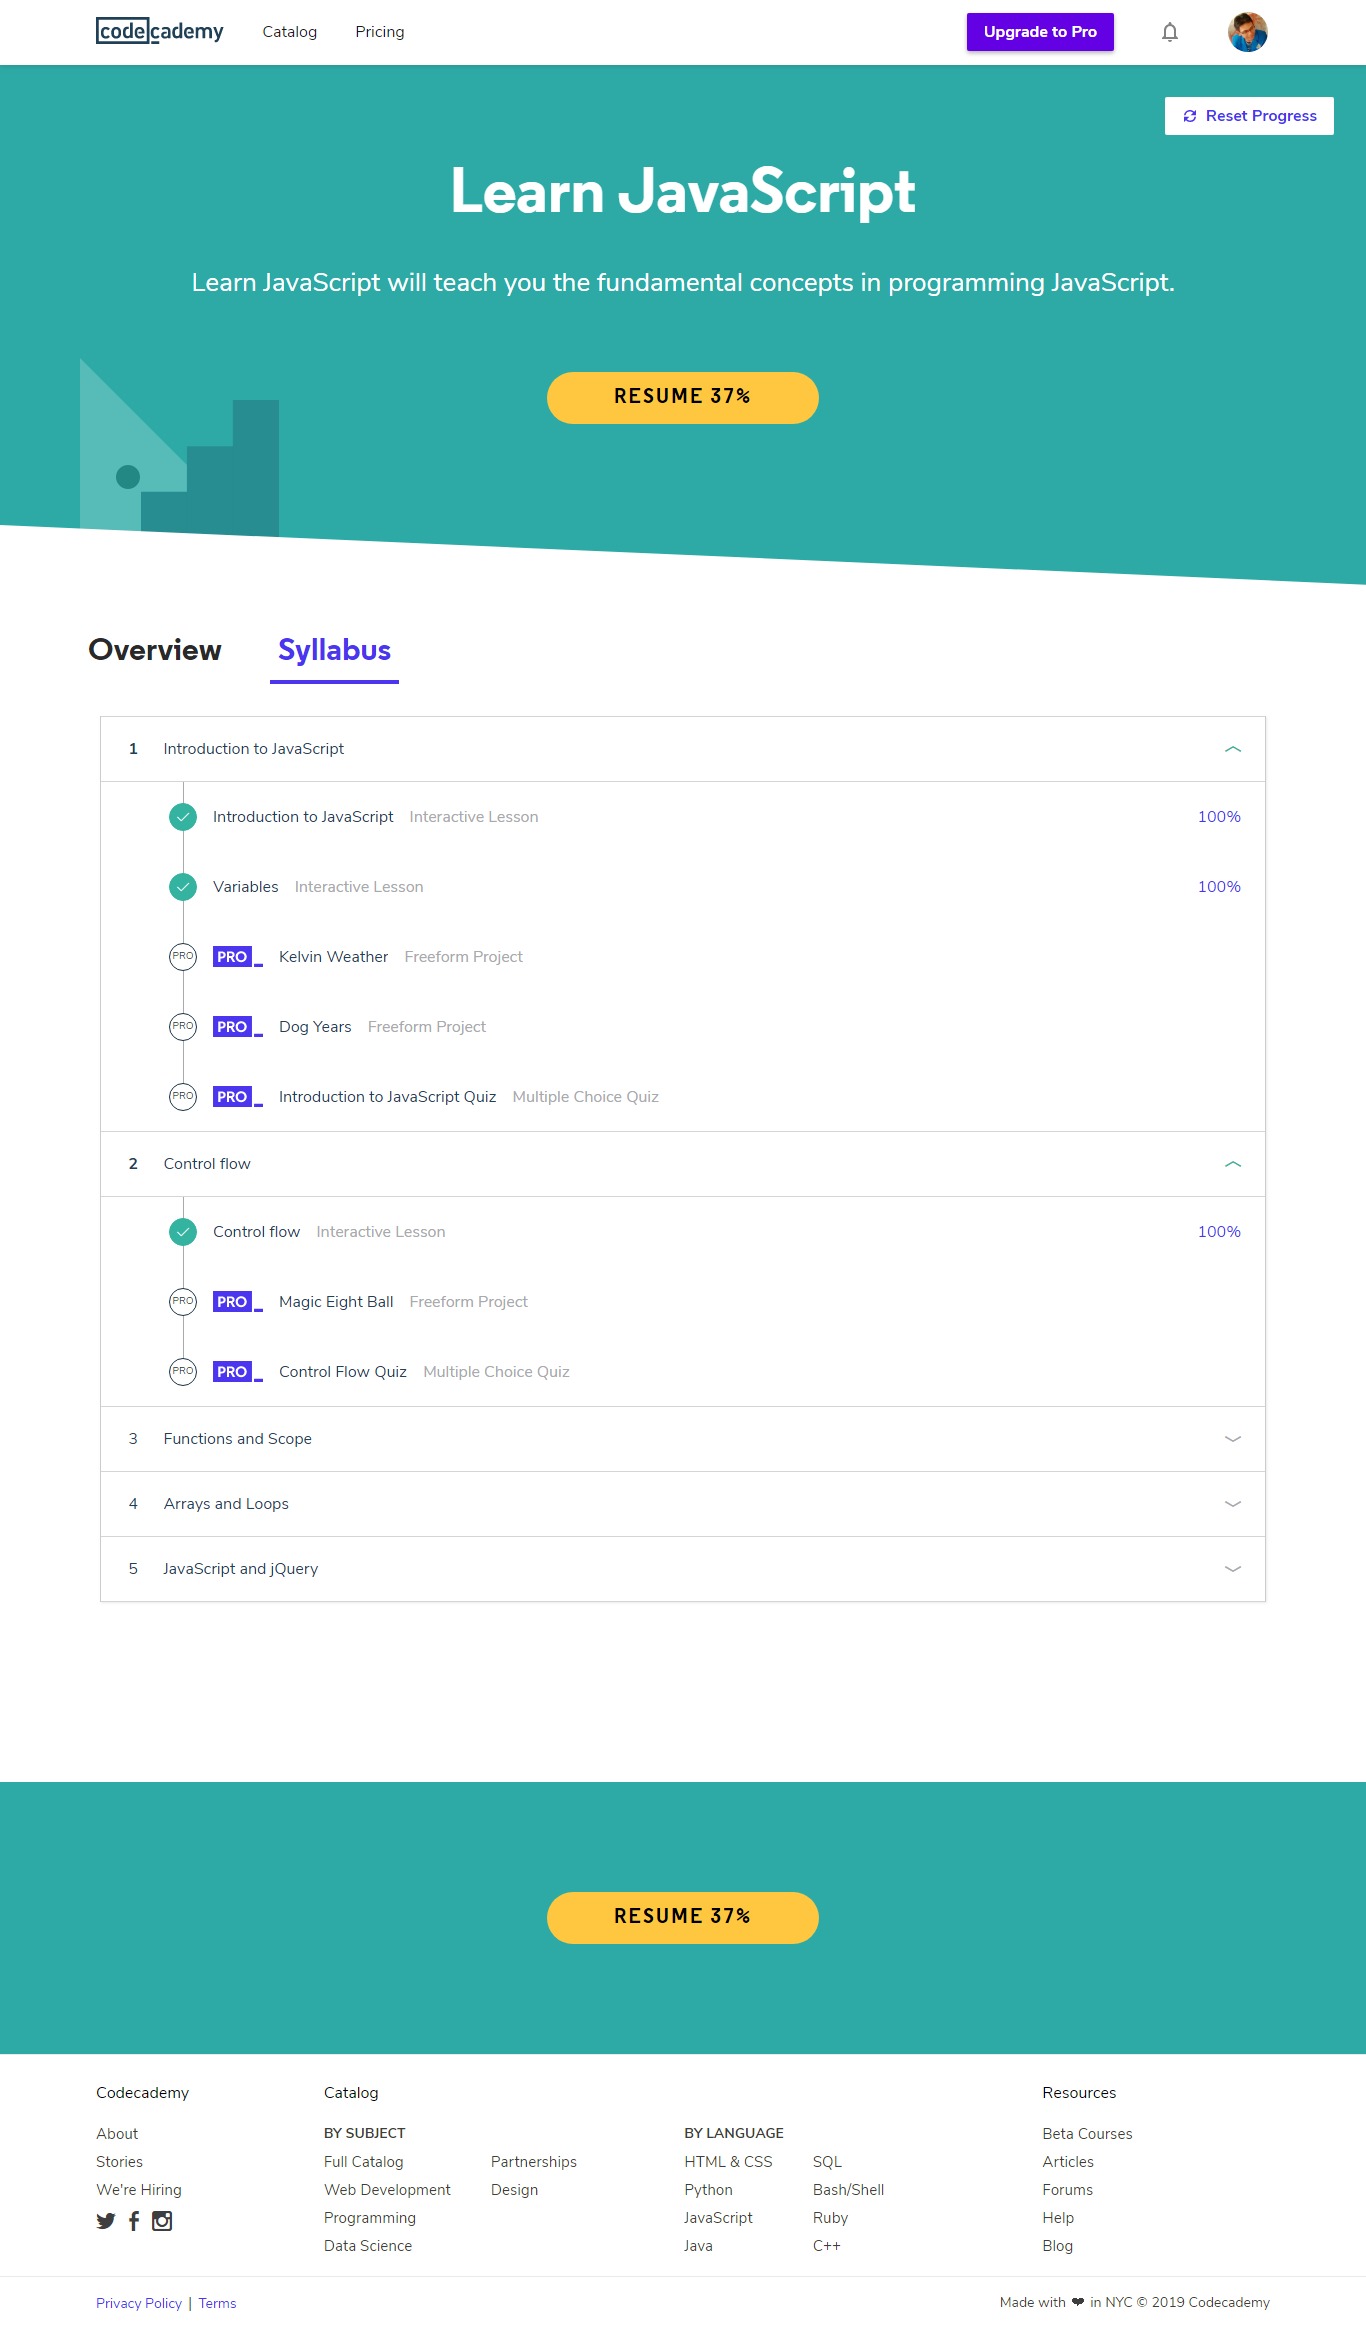 codecademy Catalog Pricing Upgrade to Pro
Reset Progress
Learn JavaScript
Learn JavaScript will teach you the fundamental concepts in programming JavaScript.
RESUME 37%
Overview Syllabus
1 Introduction to JavaScript
Introduction to JavaScript Interactive Lesson 100%
Variables Interactive Lesson 100%
PRO PRO_ Kelvin Weather Freeform Project
PRO PRO_ Dog Years Freeform Project
PRO PRO_ Introduction to JavaScript Quiz Multiple Choice Quiz
2 Control flow
Control flow Interactive Lesson 100%
PRO PRO_ Magic Eight Ball Freeform Project
PRO PRO_ Control Flow Quiz Multiple Choice Quiz
3 Functions and Scope
4 Arrays and Loops
5 JavaScript and jQuery
RESUME 37%
Codecademy
About
Stories
We're Hiring
Catalog
BY SUBJECT
Full Catalog
Web Development
Programming
Data Science
Partnerships
Design
BY LANGUAGE
HTML & CSS
Python
JavaScript
Java
SQL
Bash/Shell
Ruby
C++
Resources
Beta Courses
Articles
Forums
Help
Blog
Privacy Policy | Terms
Made with ❤ in NYC © 2019 Codecademy